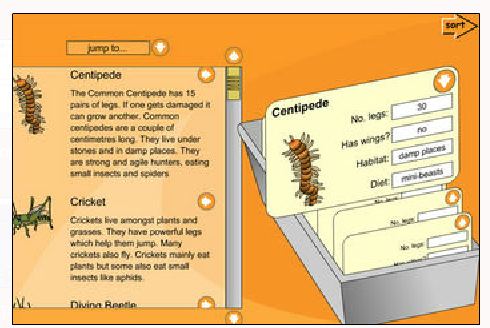 sort
jump to...
Centipede
The Common Centipede has 15
pairs of legs. If one gets damaged it
can grow another. Common
centipedes are a couple of
centimetres long. They live under
stones and in damp places. They
are strong and agile hunters, eating
small insects and spiders
Cricket
Crickets live amongst plants and
grasses. They have powerful legs
which help them jump. Many
crickets also fly. Crickets mainly eat
plants but some also eat small
insects like aphids.
Diving Beetle
Centipede
No. legs: 30
Has wings? no
Habitat: damp places
Diet: mini-beasts
No. legs
No. legs:
No. legs: